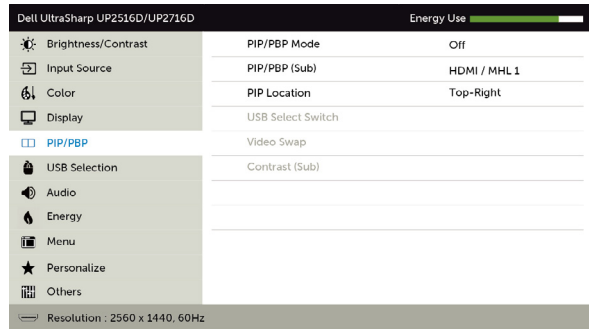 Dell UltraSharp UP2516D/UP2716D Energy Use
Brightness/Contrast PIP/PBP Mode Off
Input Source PIP/PBP (Sub) HDMI / MHL 1
Color PIP Location Top-Right
Display USB Select Switch
PIP/PBP Video Swap
USB Selection Contrast (Sub)
Audio
Energy
Menu
Personalize
Others
Resolution : 2560 x 1440, 60Hz